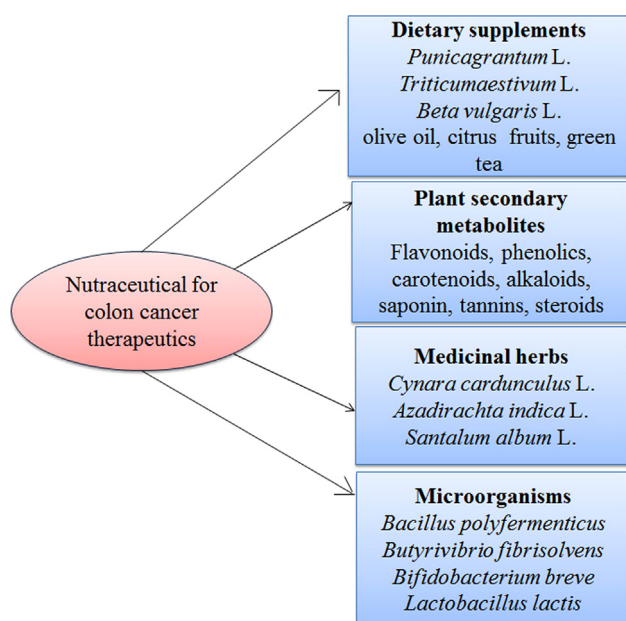 Dietary supplements
Punicagrantum L.
Triticumaestivum L.
Beta vulgaris L.
olive oil, citrus fruits, green
tea
Plant secondary
metabolites
Flavonoids, phenolics,
carotenoids, alkaloids,
saponin, tannins, steroids
Nutraceutical for
colon cancer
therapeutics
Medicinal herbs
Cynara cardunculus L.
Azadirachta indica L.
Santalum album L.
Microorganisms
Bacillus polyfermenticus
Butyrivibrio fibrisolvens
Bifidobacterium breve
Lactobacillus lactis